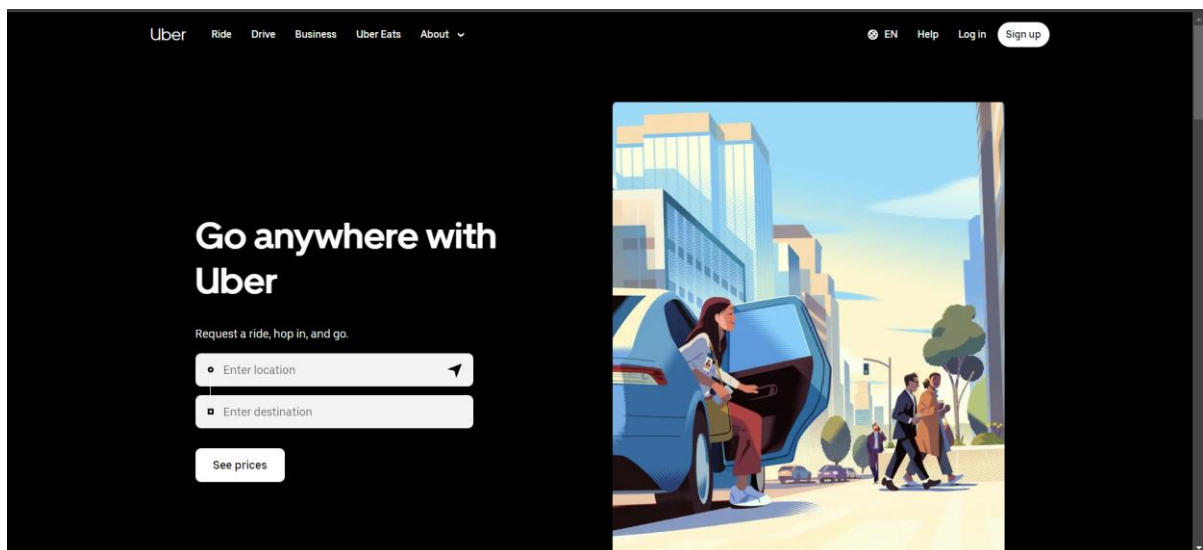 Uber Ride Drive Business Uber Eats About EN Help Log in Sign up
Go anywhere with
Uber
Request a ride, hop in, and go.
Enter location
Enter destination
See prices